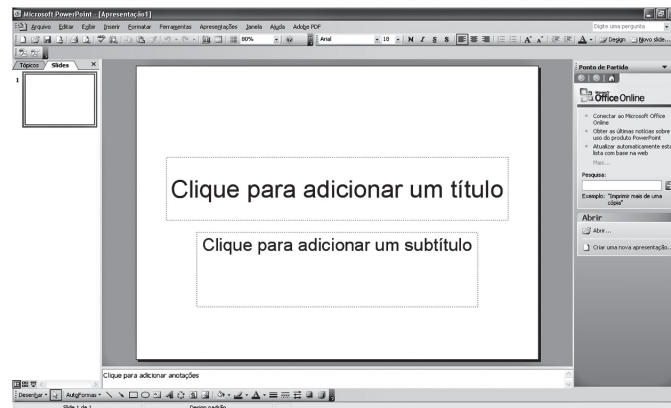 Microsoft PowerPoint - [Apresentação1]
Arquivo Editar Exibir Inserir Formatar Ferramentas Apresentações Janela Ajuda Adobe PDF
Digite uma pergunta
80% Arial 18 N I S S A A A Design Novo slide...
Tópicos Slides
Ponto de Partida
1
Office Online
Conectar ao Microsoft Office
Online
Obter as últimas notícias sobre
uso do produto PowerPoint
Atualizar automaticamente esta
lista com base na web
Mais...
Pesquisa:
Exemplo: "Imprimir mais de uma
cópia"
Abrir
Abrir...
Criar uma nova apresentação...
Clique para adicionar um título
Clique para adicionar um subtítulo
Clique para adicionar anotações
Desenhar AutoFormas
Slide 1 de 1 Design padrão